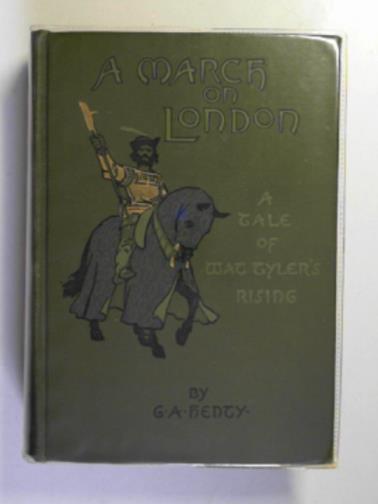 A MARCH
ON
LONDON
A
TALE
OF
WAT TYLER'S
RISING
BY
G·A·HENTY·